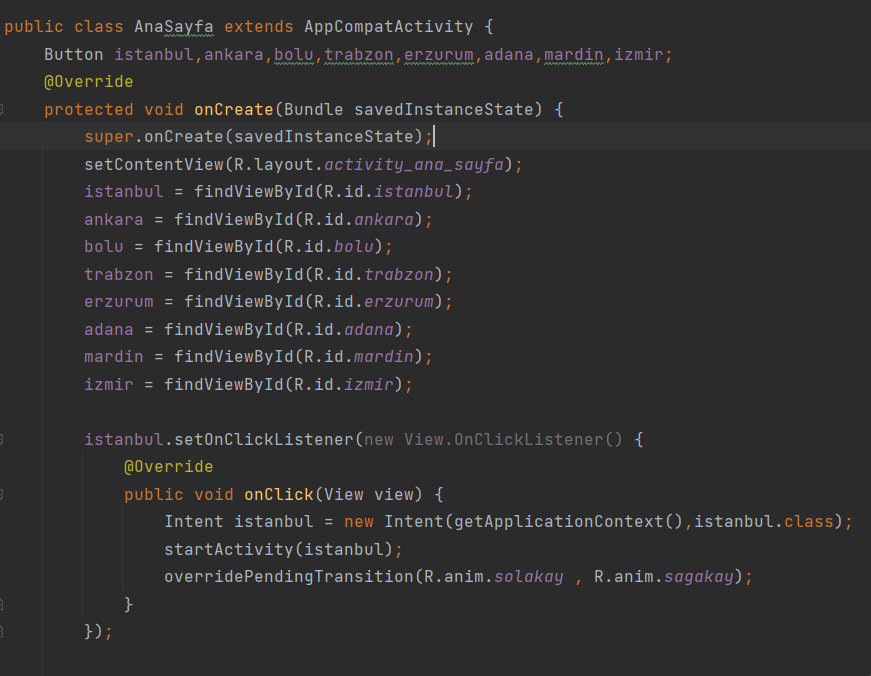 public class AnaSayfa extends AppCompatActivity {
Button istanbul,ankara,bolu,trabzon,erzurum,adana,mardin,izmir;
@Override
protected void onCreate(Bundle savedInstanceState) {
super.onCreate(savedInstanceState);
setContentView(R.layout.activity_ana_sayfa);
istanbul = findViewById(R.id.istanbul);
ankara = findViewById(R.id.ankara);
bolu = findViewById(R.id.bolu);
trabzon = findViewById(R.id.trabzon);
erzurum = findViewById(R.id.erzurum);
adana = findViewById(R.id.adana);
mardin = findViewById(R.id.mardin);
izmir = findViewById(R.id.izmir);
istanbul.setOnClickListener(new View.OnClickListener() {
@Override
public void onClick(View view) {
Intent istanbul = new Intent(getApplicationContext(),istanbul.class);
startActivity(istanbul);
overridePendingTransition(R.anim.solakay , R.anim.sagakay);
}
});